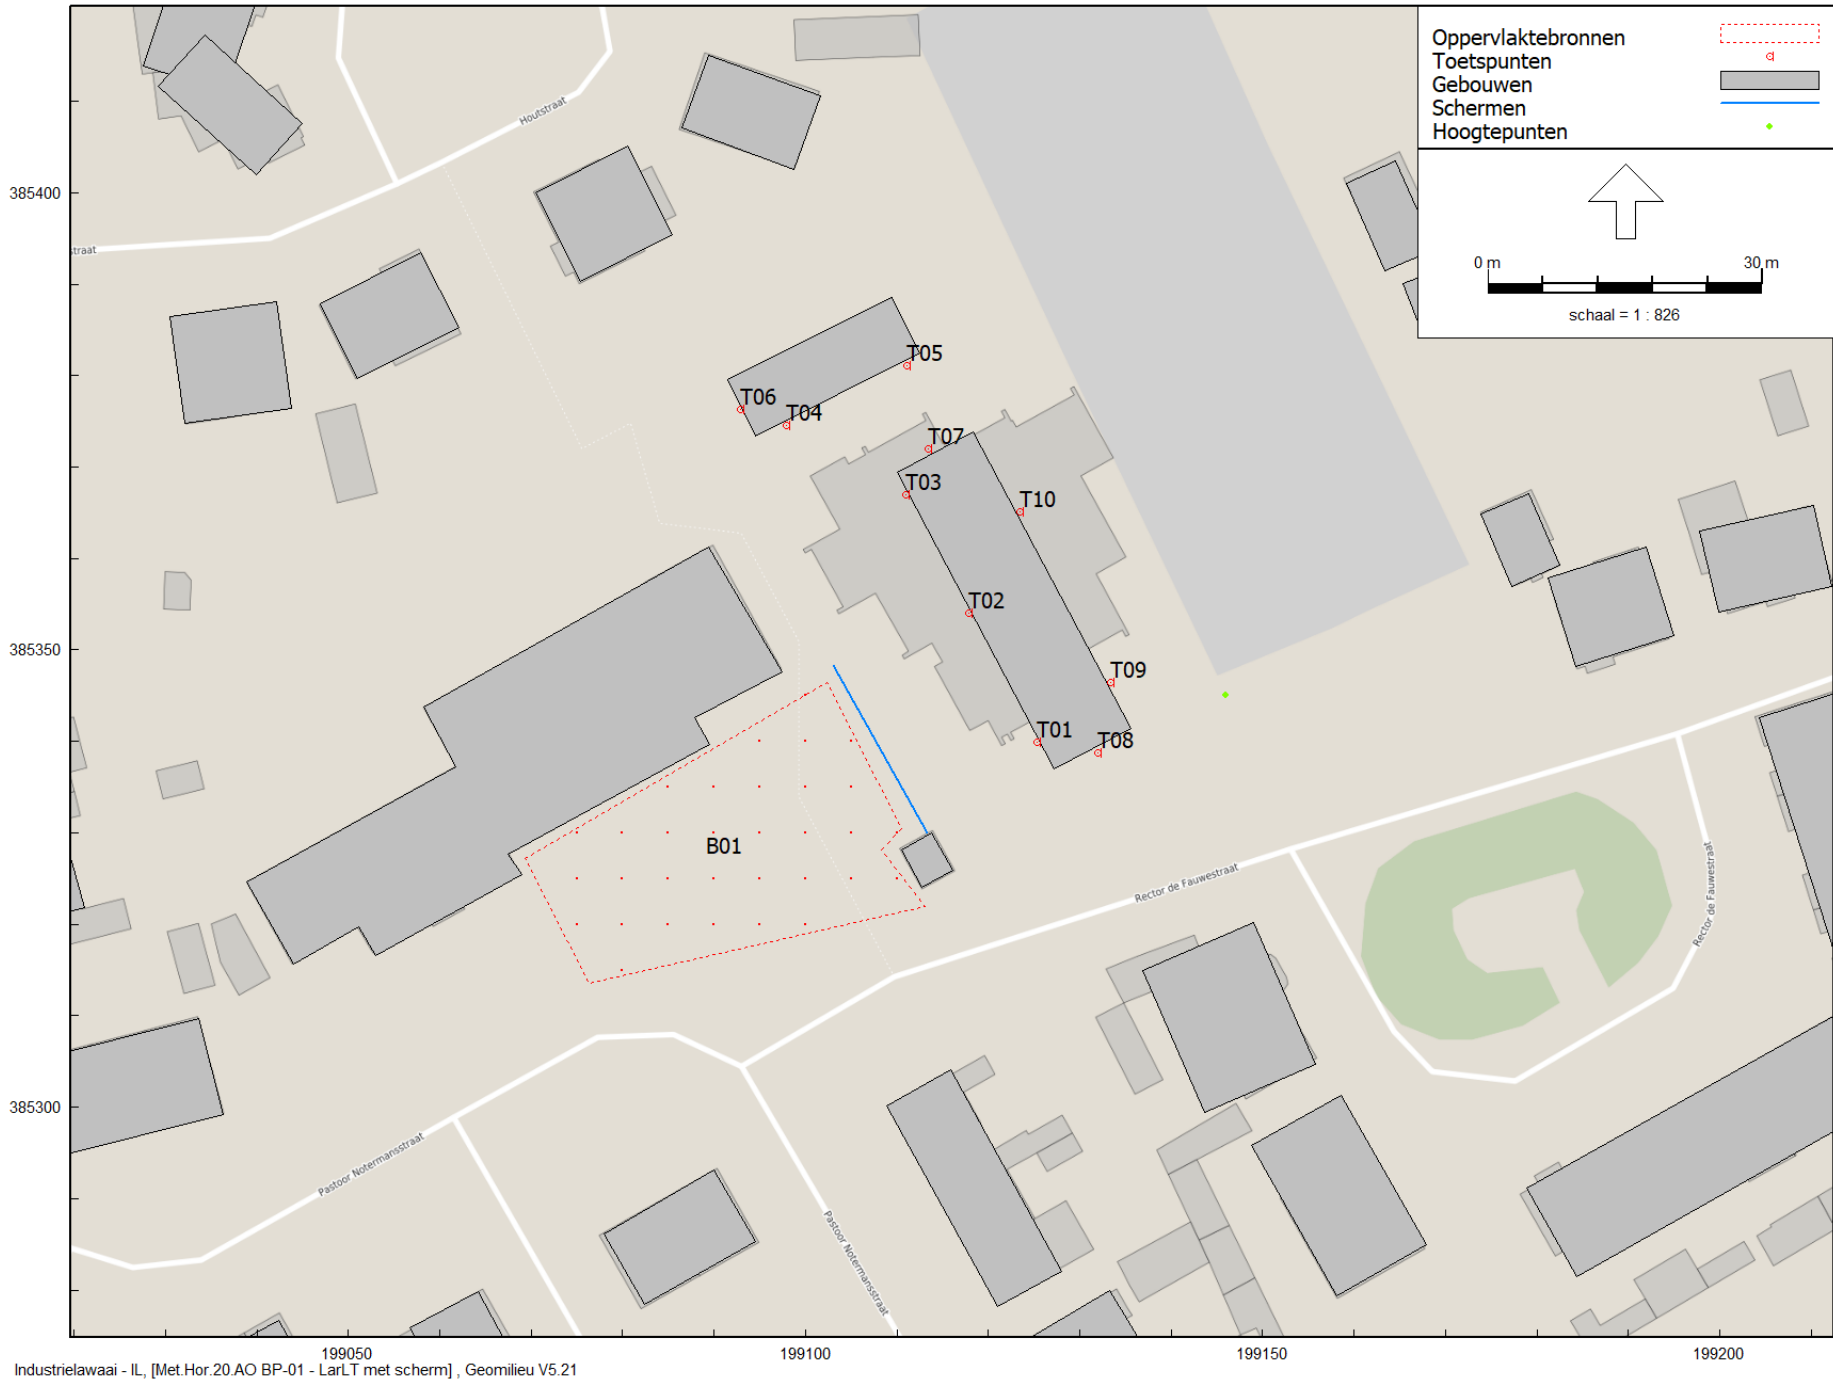 Oppervlaktebronnen
Toetspunten
Gebouwen
Schermen
Hoogtepunten
0 m
30 m
schaal = 1 : 826
Houtstraat
385400
straat
T05
T06
T04
T07
T03
T10
T02
385350
T09
T01
T08
B01
Rector de Fauwestraat
Rector de Fauwestraat
385300
Pastoor Notermansstraat
Pastoor Notermansstraat
199050
199100
199150
199200
Industrielawaai - IL, [Met.Hor.20.AO BP-01 - LarLT met scherm] , Geomilieu V5.21